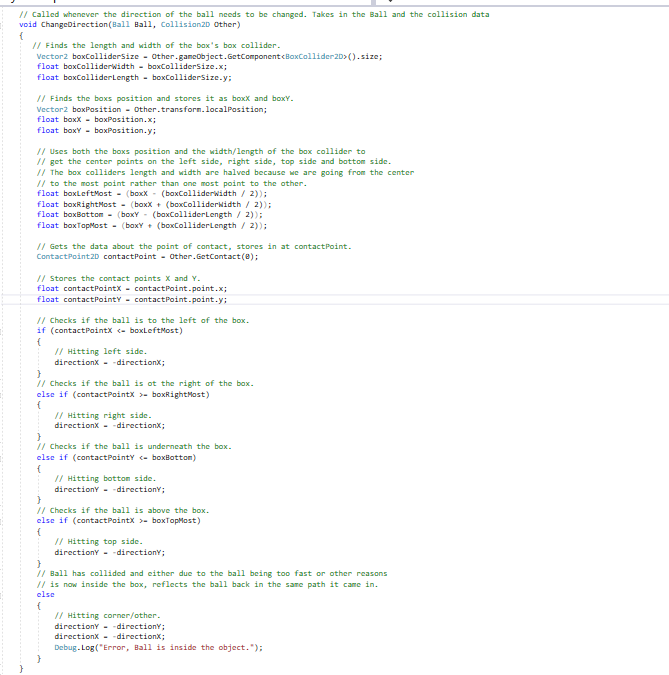 // Called whenever the direction of the ball needs to be changed. Takes in the Ball and the collision data
void ChangeDirection(Ball Ball, Collision2D Other)
{
// Finds the length and width of the box's box collider.
Vector2 boxColliderSize = Other.gameObject.GetComponent<BoxCollider2D>().size;
float boxColliderWidth = boxColliderSize.x;
float boxColliderLength = boxColliderSize.y;
// Finds the boxs position and stores it as boxX and boxY.
Vector2 boxPosition = Other.transform.localPosition;
float boxX = boxPosition.x;
float boxY = boxPosition.y;
// Uses both the boxs position and the width/length of the box collider to
// get the center points on the left side, right side, top side and bottom side.
// The box colliders length and width are halved because we are going from the center
// to the most point rather than one most point to the other.
float boxLeftMost = (boxX - (boxColliderWidth / 2));
float boxRightMost = (boxX + (boxColliderWidth / 2));
float boxBottom = (boxY - (boxColliderLength / 2));
float boxTopMost = (boxY + (boxColliderLength / 2));
// Gets the data about the point of contact, stores in at contactPoint.
ContactPoint2D contactPoint = Other.GetContact(0);
// Stores the contact points X and Y.
float contactPointX = contactPoint.point.x;
float contactPointY = contactPoint.point.y;
// Checks if the ball is to the left of the box.
if (contactPointX <= boxLeftMost)
{
// Hitting left side.
directionX = -directionX;
}
// Checks if the ball is ot the right of the box.
else if (contactPointX >= boxRightMost)
{
// Hitting right side.
directionX = -directionX;
}
// Checks if the ball is underneath the box.
else if (contactPointY <= boxBottom)
{
// Hitting bottom side.
directionY = -directionY;
}
// Checks if the ball is above the box.
else if (contactPointX >= boxTopMost)
{
// Hitting top side.
directionY = -directionY;
}
// Ball has collided and either due to the ball being too fast or other reasons
// is now inside the box, reflects the ball back in the same path it came in.
else
{
// Hitting corner/other.
directionY = -directionY;
directionX = -directionX;
Debug.Log("Error, Ball is inside the object.");
}
}